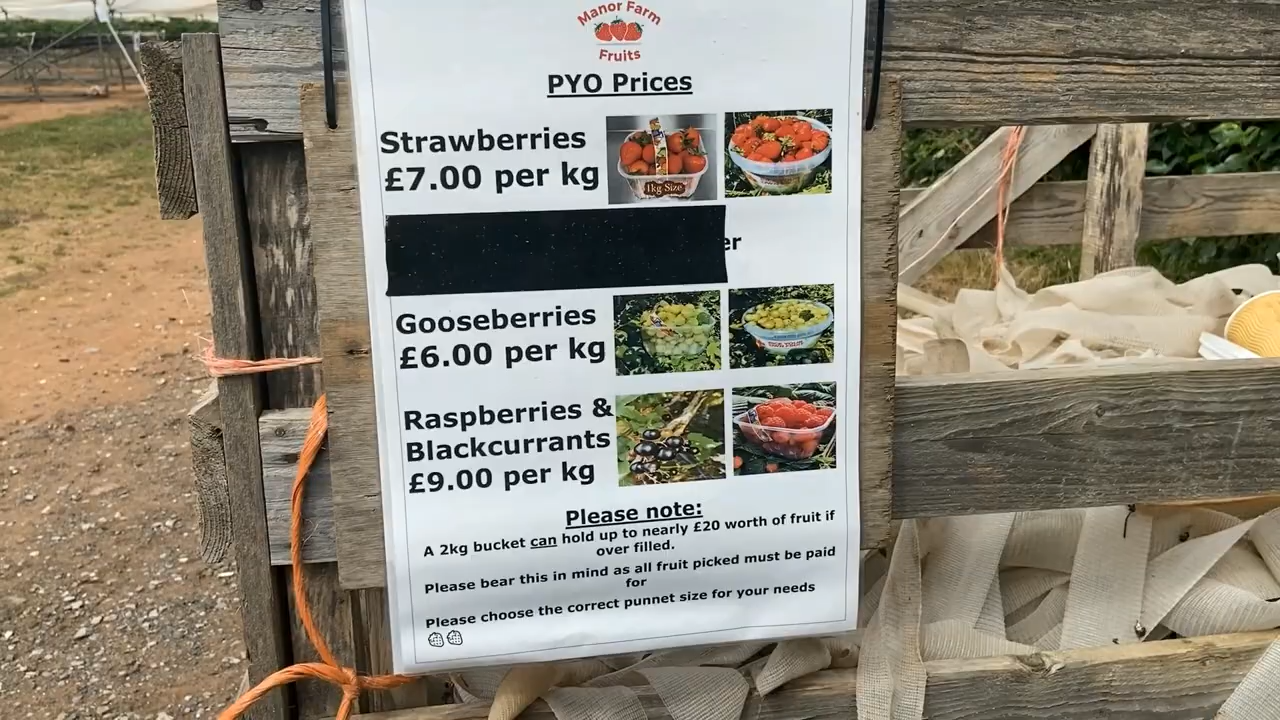 Manor Farm
Fruits
PYO Prices
Strawberries
£7.00 per kg
1kg Size
er
Gooseberries
£6.00 per kg
Raspberries &
Blackcurrants
£9.00 per kg
Please note:
A 2kg bucket can hold up to nearly £20 worth of fruit if
over filled.
Please bear this in mind as all fruit picked must be paid
for
Please choose the correct punnet size for your needs